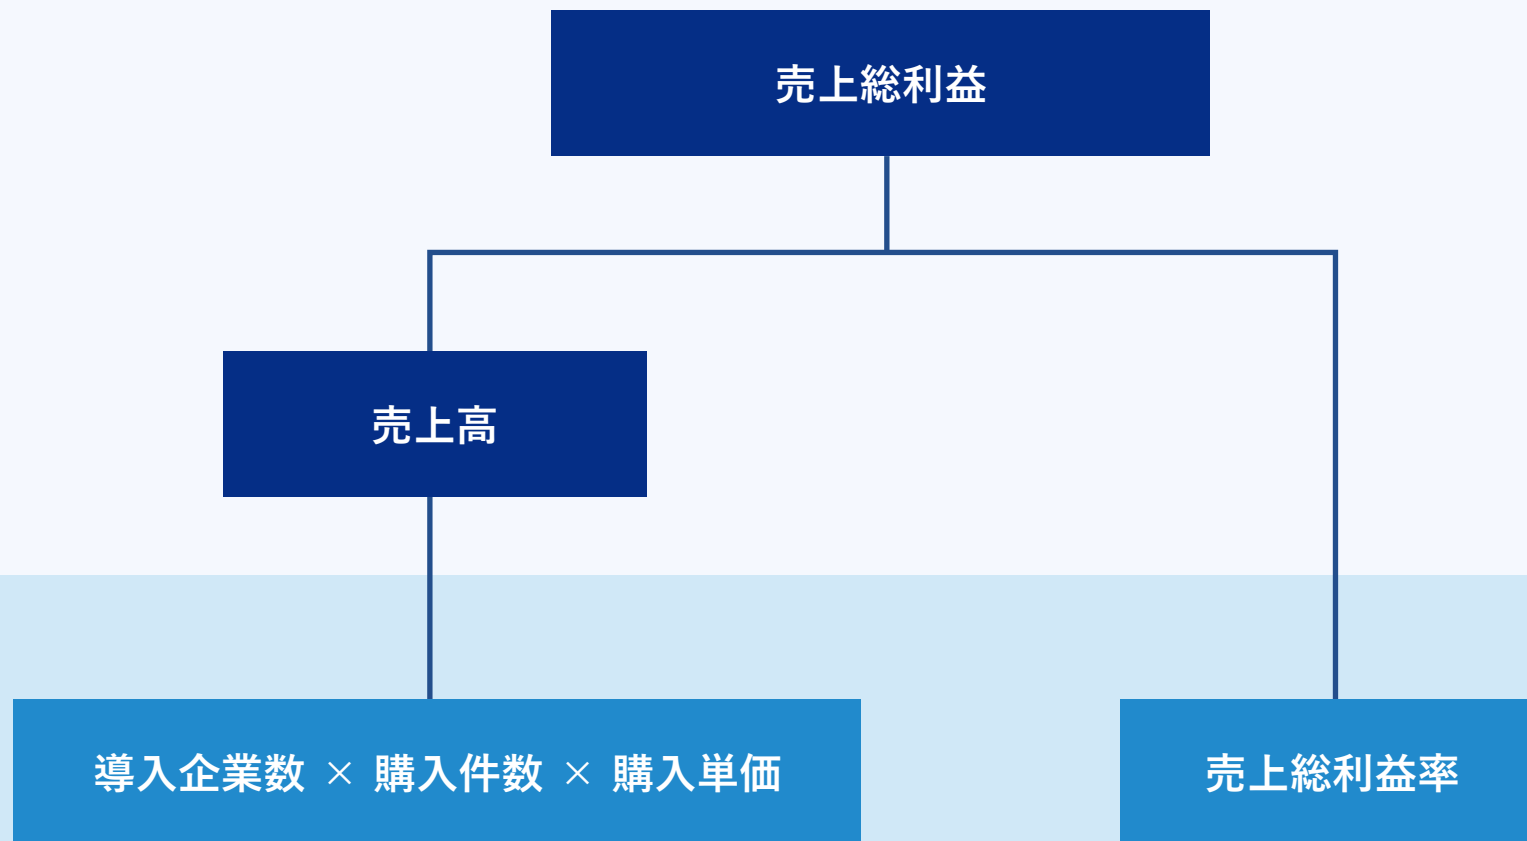 売上総利益
売上高
導入企業数 × 購入件数 × 購入単価
売上総利益率